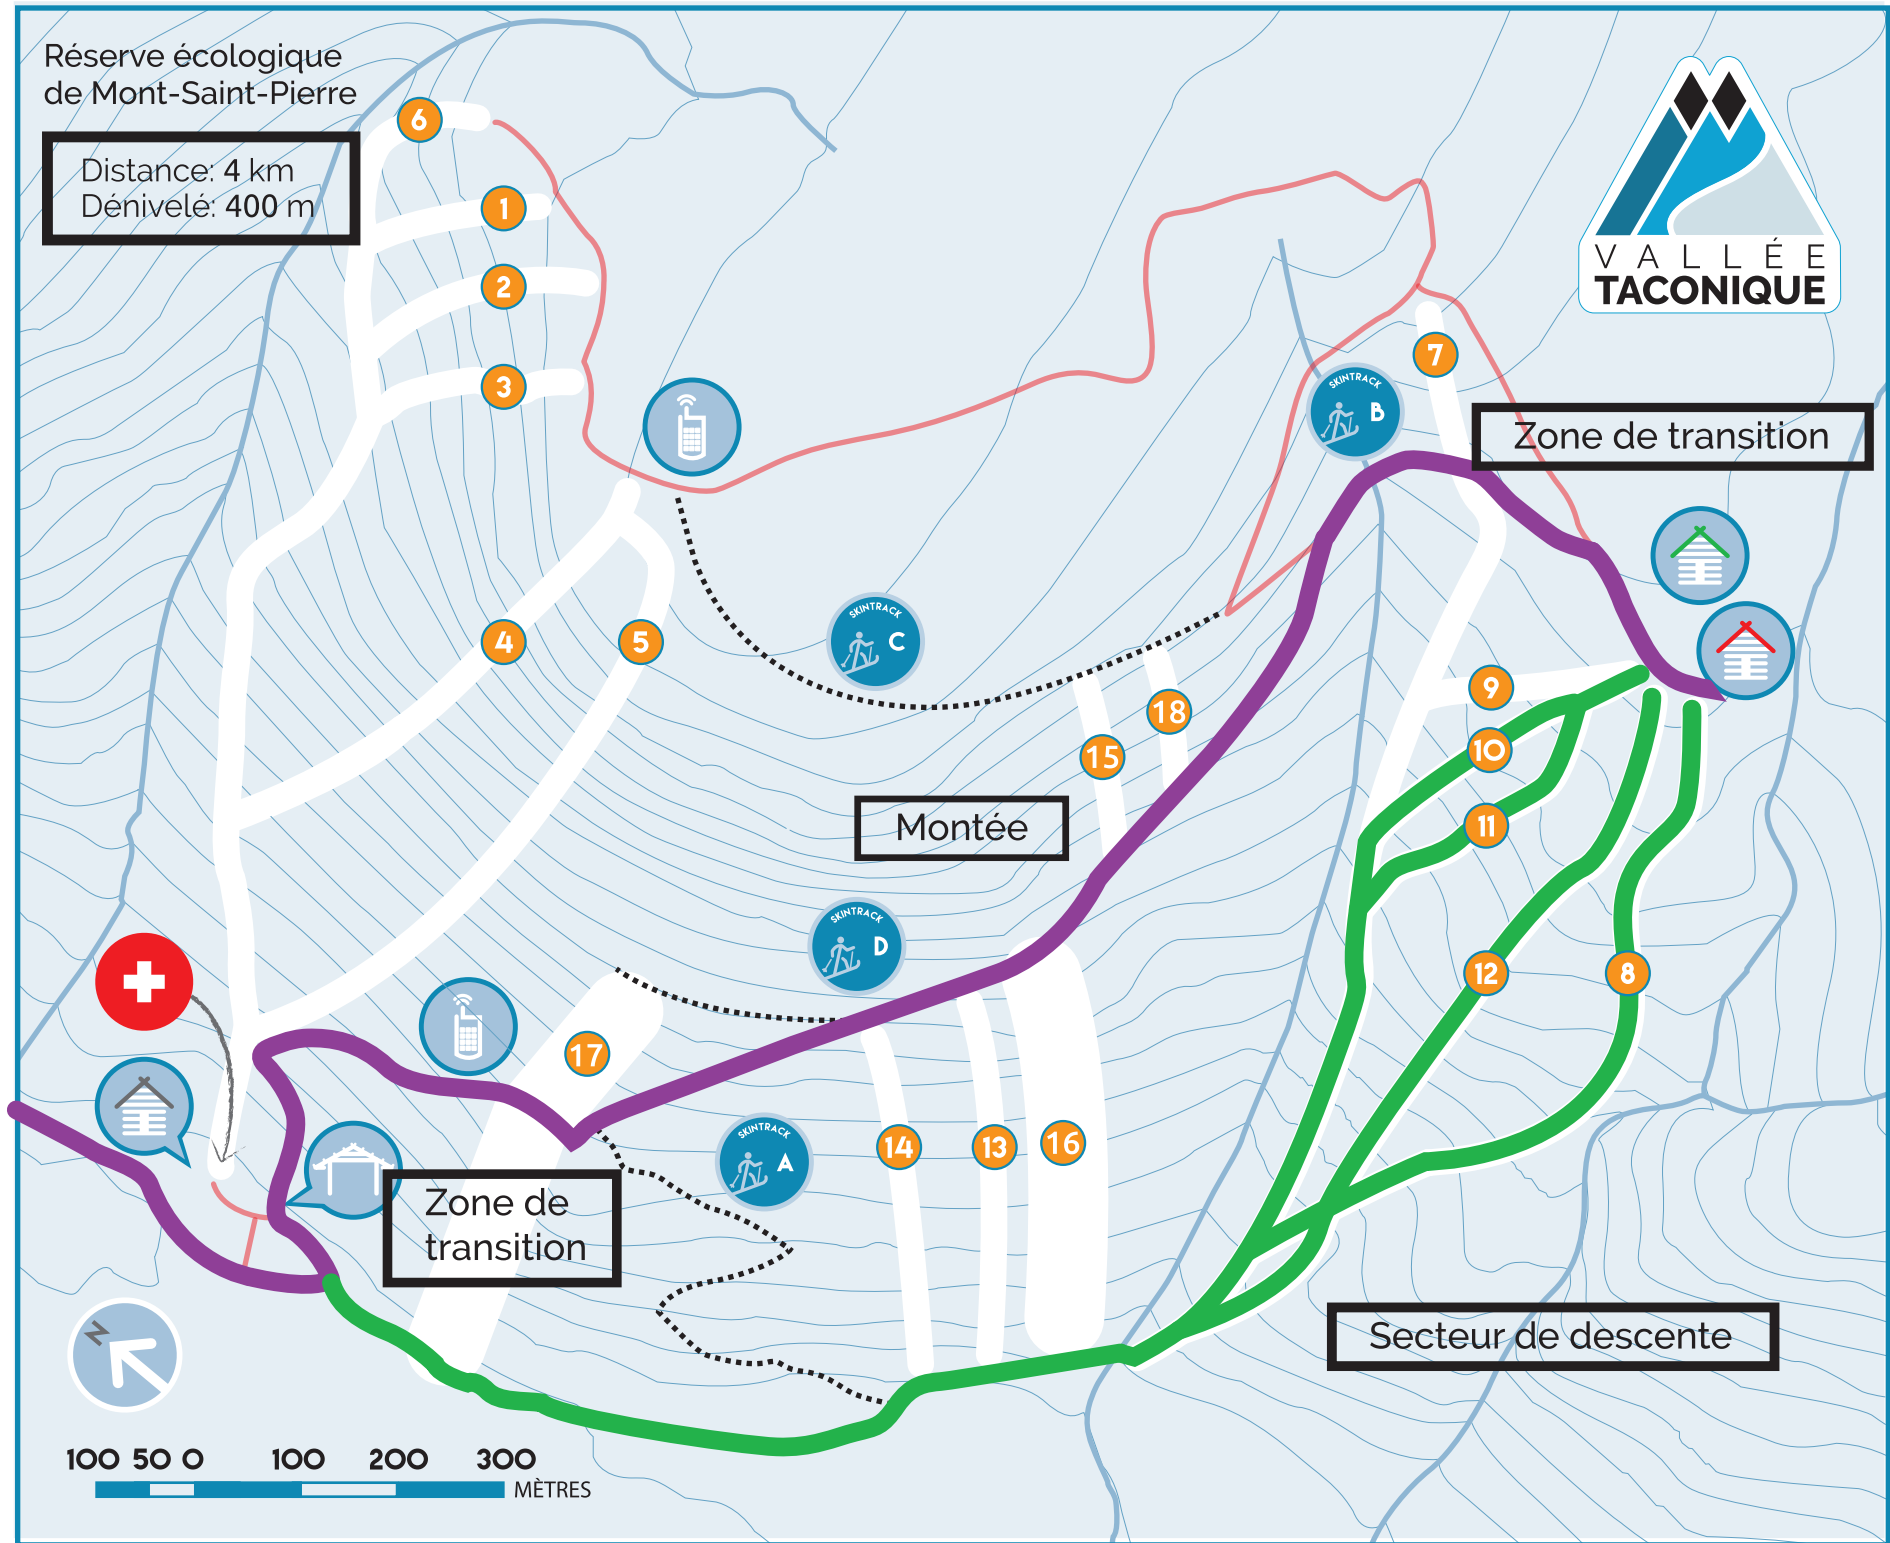 Réserve écologique
de Mont-Saint-Pierre
Distance: 4 km
Dénivelé: 400 m
VALLÉE
TACONIQUE
6
1
2
3
7
SKINTRACK
B
Zone de transition
4
5
SKINTRACK
C
9
18
10
15
11
Montée
SKINTRACK
D
12
8
17
14
13
16
SKINTRACK
A
Zone de
transition
Secteur de descente
N
100 50 0 100 200 300
MÈTRES